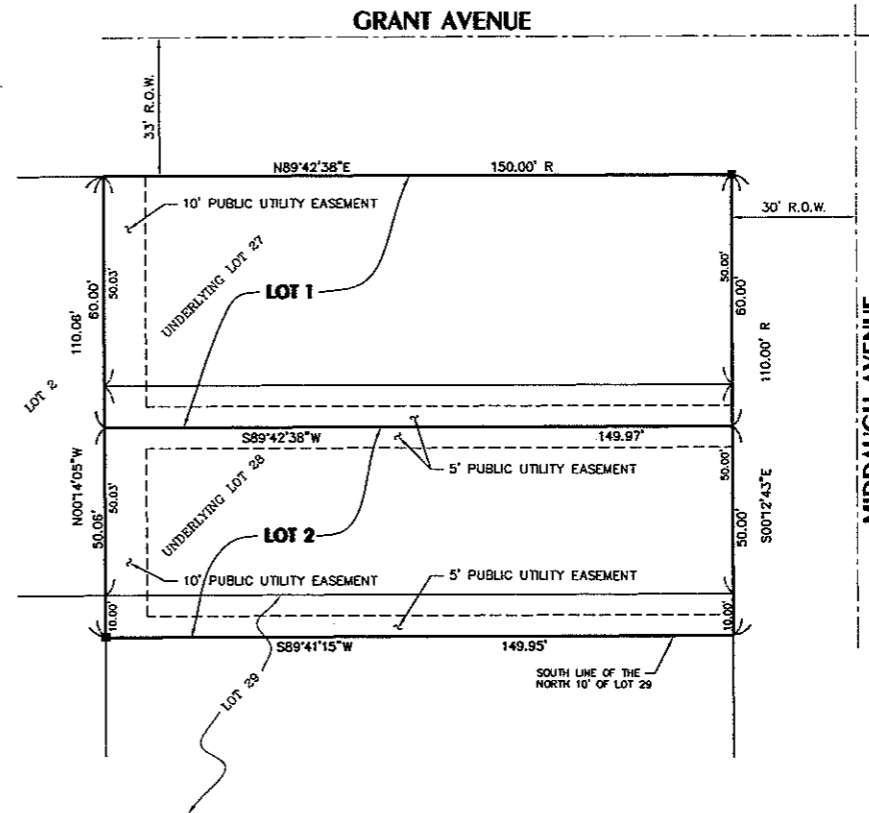 GRANT AVENUE
33' R.O.W.
N89°42'38"E
150.00' R
10' PUBLIC UTILITY EASEMENT
30' R.O.W.
UNDERLYING LOT 27
LOT 1
50.03'
60.00'
110.06'
50.00'
60.00'
110.00' R
LOT 2
S89°42'38"W
149.97'
5' PUBLIC UTILITY EASEMENT
N00°14'05"W
50.06'
50.03'
UNDERLYING LOT 28
LOT 2
50.00'
50.00'
S00°12'43"E
10' PUBLIC UTILITY EASEMENT
5' PUBLIC UTILITY EASEMENT
10.00'
10.00'
S89°41'15"W
149.95'
SOUTH LINE OF THE
NORTH 10' OF LOT 29
LOT 29
AVENUE